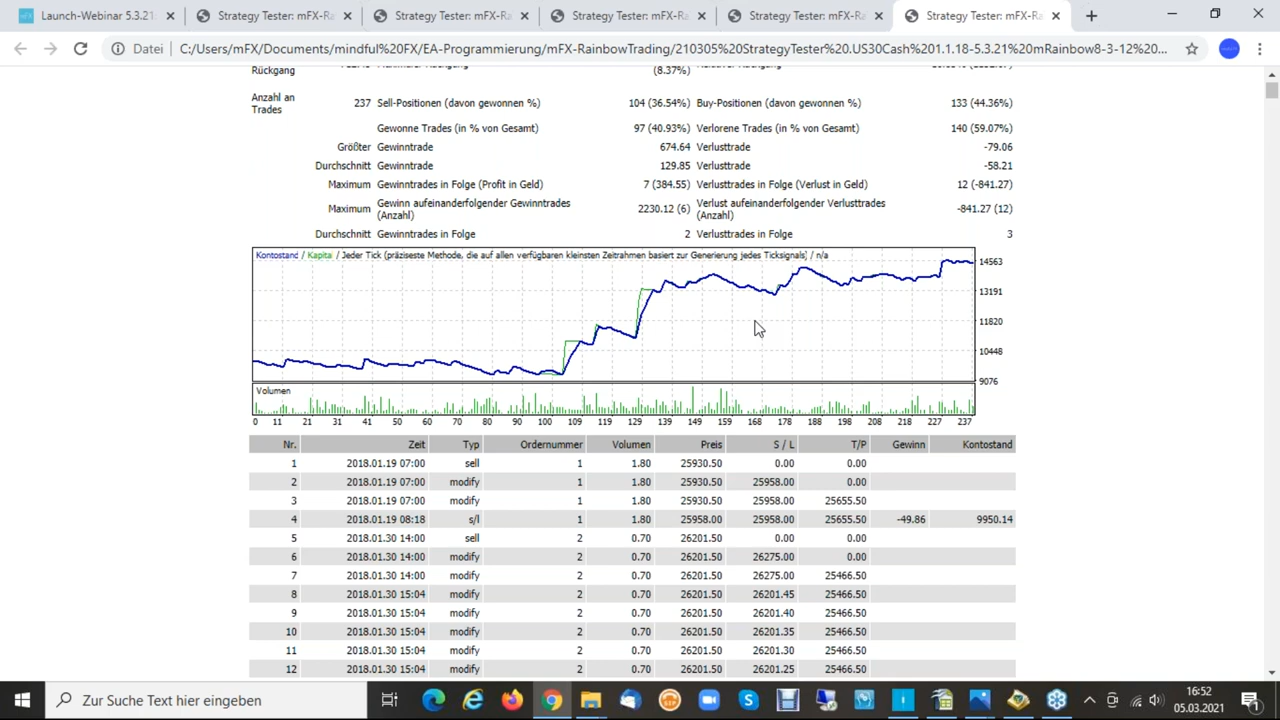 Launch-Webinar 5.3.21
Strategy Tester: mFX-Ra
Strategy Tester: mFX-Ra
Strategy Tester: mFX-Ra
Strategy Tester: mFX-Ra
Strategy Tester: mFX-Ra
Datei C:/Users/mFX/Documents/mindful%20FX/EA-Programmierung/mFX-RainbowTrading/210305%20StrategyTester%20.US30Cash%201.1.18-5.3.21%20mRainbow8-3-12%20...
Rückgang (8.37%)
Anzahl an Trades 237 Sell-Positionen (davon gewonnen %) 104 (36.54%) Buy-Positionen (davon gewonnen %) 133 (44.36%)
Gewonne Trades (in % von Gesamt) 97 (40.93%) Verlorene Trades (in % von Gesamt) 140 (59.07%)
Größter Gewinntrade 674.64 Verlusttrade -79.06
Durchschnitt Gewinntrade 129.85 Verlusttrade -58.21
Maximum Gewinntrades in Folge (Profit in Geld) 7 (384.55) Verlusttrades in Folge (Verlust in Geld) 12 (-841.27)
Maximum Gewinn aufeinanderfolgender Gewinntrades (Anzahl) 2230.12 (6) Verlust aufeinanderfolgender Verlusttrades (Anzahl) -841.27 (12)
Durchschnitt Gewinntrades in Folge 2 Verlusttrades in Folge 3
Kontostand / Kapital / Jeder Tick (präziseste Methode, die auf allen verfügbaren kleinsten Zeitrahmen basiert zur Generierung jedes Ticksignals) / n/a
14563
13191
11820
10448
9076
Volumen
0 11 21 31 41 50 60 70 80 90 100 109 119 129 139 149 159 168 178 188 198 208 218 227 237
Nr. Zeit Typ Ordernummer Volumen Preis S / L T/P Gewinn Kontostand
1 2018.01.19 07:00 sell 1 1.80 25930.50 0.00 0.00
2 2018.01.19 07:00 modify 1 1.80 25930.50 25958.00 0.00
3 2018.01.19 07:00 modify 1 1.80 25930.50 25958.00 25655.50
4 2018.01.19 08:18 s/l 1 1.80 25958.00 25958.00 25655.50 -49.86 9950.14
5 2018.01.30 14:00 sell 2 0.70 26201.50 0.00 0.00
6 2018.01.30 14:00 modify 2 0.70 26201.50 26275.00 0.00
7 2018.01.30 14:00 modify 2 0.70 26201.50 26275.00 25466.50
8 2018.01.30 15:04 modify 2 0.70 26201.50 26201.45 25466.50
9 2018.01.30 15:04 modify 2 0.70 26201.50 26201.40 25466.50
10 2018.01.30 15:04 modify 2 0.70 26201.50 26201.35 25466.50
11 2018.01.30 15:04 modify 2 0.70 26201.50 26201.30 25466.50
12 2018.01.30 15:04 modify 2 0.70 26201.50 26201.25 25466.50
Zur Suche Text hier eingeben
16:52
05.03.2021